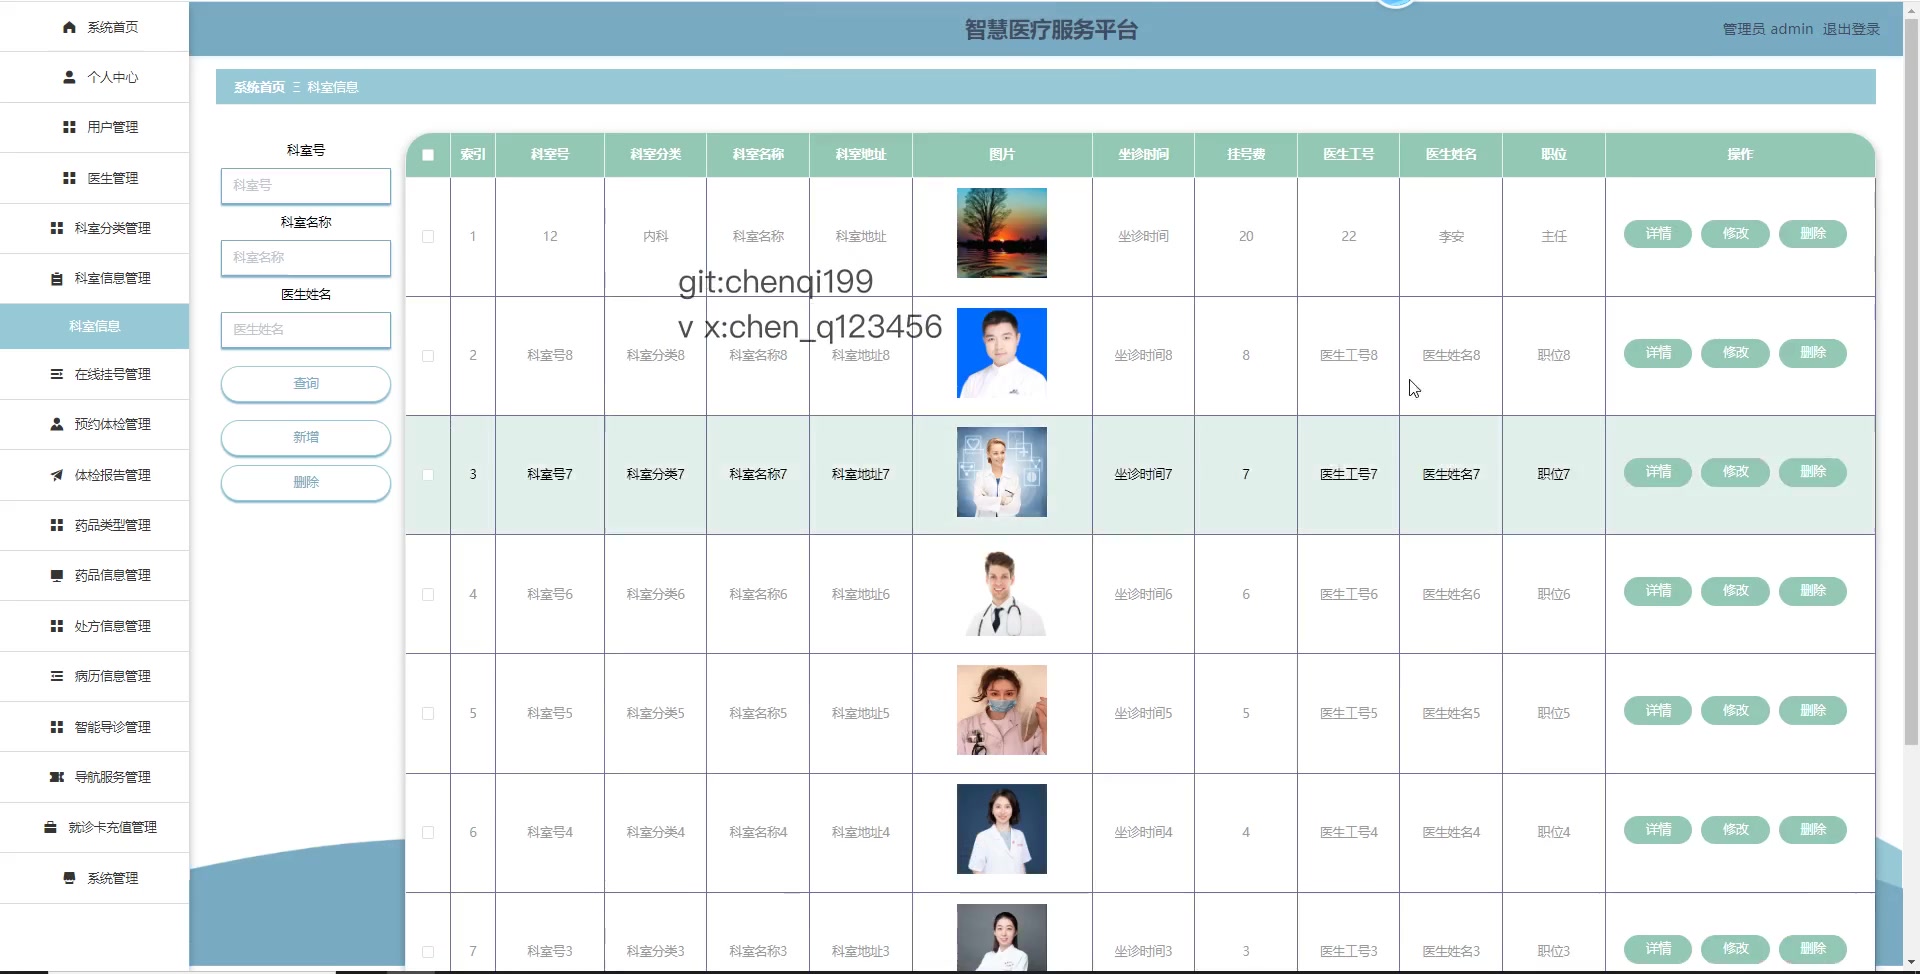 智慧医疗服务平台
管理员 admin 退出登录
系统首页
个人中心
用户管理
医生管理
科室分类管理
科室信息管理
科室信息
在线挂号管理
预约体检管理
体检报告管理
药品类型管理
药品信息管理
处方信息管理
病历信息管理
智能导诊管理
导航服务管理
就诊卡充值管理
系统管理
系统首页 Ξ 科室信息
科室号
科室号
科室名称
科室名称
医生姓名
医生姓名
查询
新增
删除
索引 科室号 科室分类 科室名称 科室地址 图片 坐诊时间 挂号费 医生工号 医生姓名 职位 操作
1 12 内科 科室名称 科室地址 坐诊时间 20 22 李安 主任 详情 修改 删除
git:chenqi199
v x:chen_q123456
2 科室号8 科室分类8 科室名称8 科室地址8 坐诊时间8 8 医生工号8 医生姓名8 职位8 详情 修改 删除
3 科室号7 科室分类7 科室名称7 科室地址7 坐诊时间7 7 医生工号7 医生姓名7 职位7 详情 修改 删除
4 科室号6 科室分类6 科室名称6 科室地址6 坐诊时间6 6 医生工号6 医生姓名6 职位6 详情 修改 删除
5 科室号5 科室分类5 科室名称5 科室地址5 坐诊时间5 5 医生工号5 医生姓名5 职位5 详情 修改 删除
6 科室号4 科室分类4 科室名称4 科室地址4 坐诊时间4 4 医生工号4 医生姓名4 职位4 详情 修改 删除
7 科室号3 科室分类3 科室名称3 科室地址3 坐诊时间3 3 医生工号3 医生姓名3 职位3 详情 修改 删除